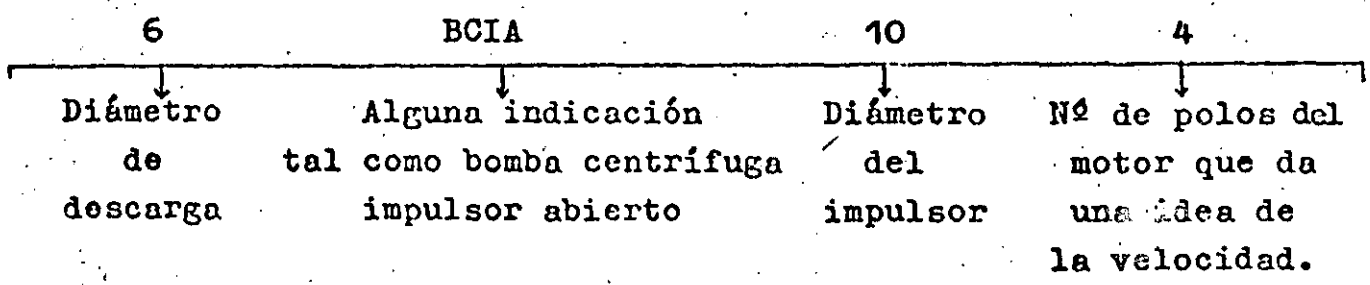 6 BCIA 10 4
Diámetro Alguna indicación Diámetro Nº de polos del
de tal como bomba centrífuga del motor que da
descarga impulsor abierto impulsor una idea de
la velocidad.